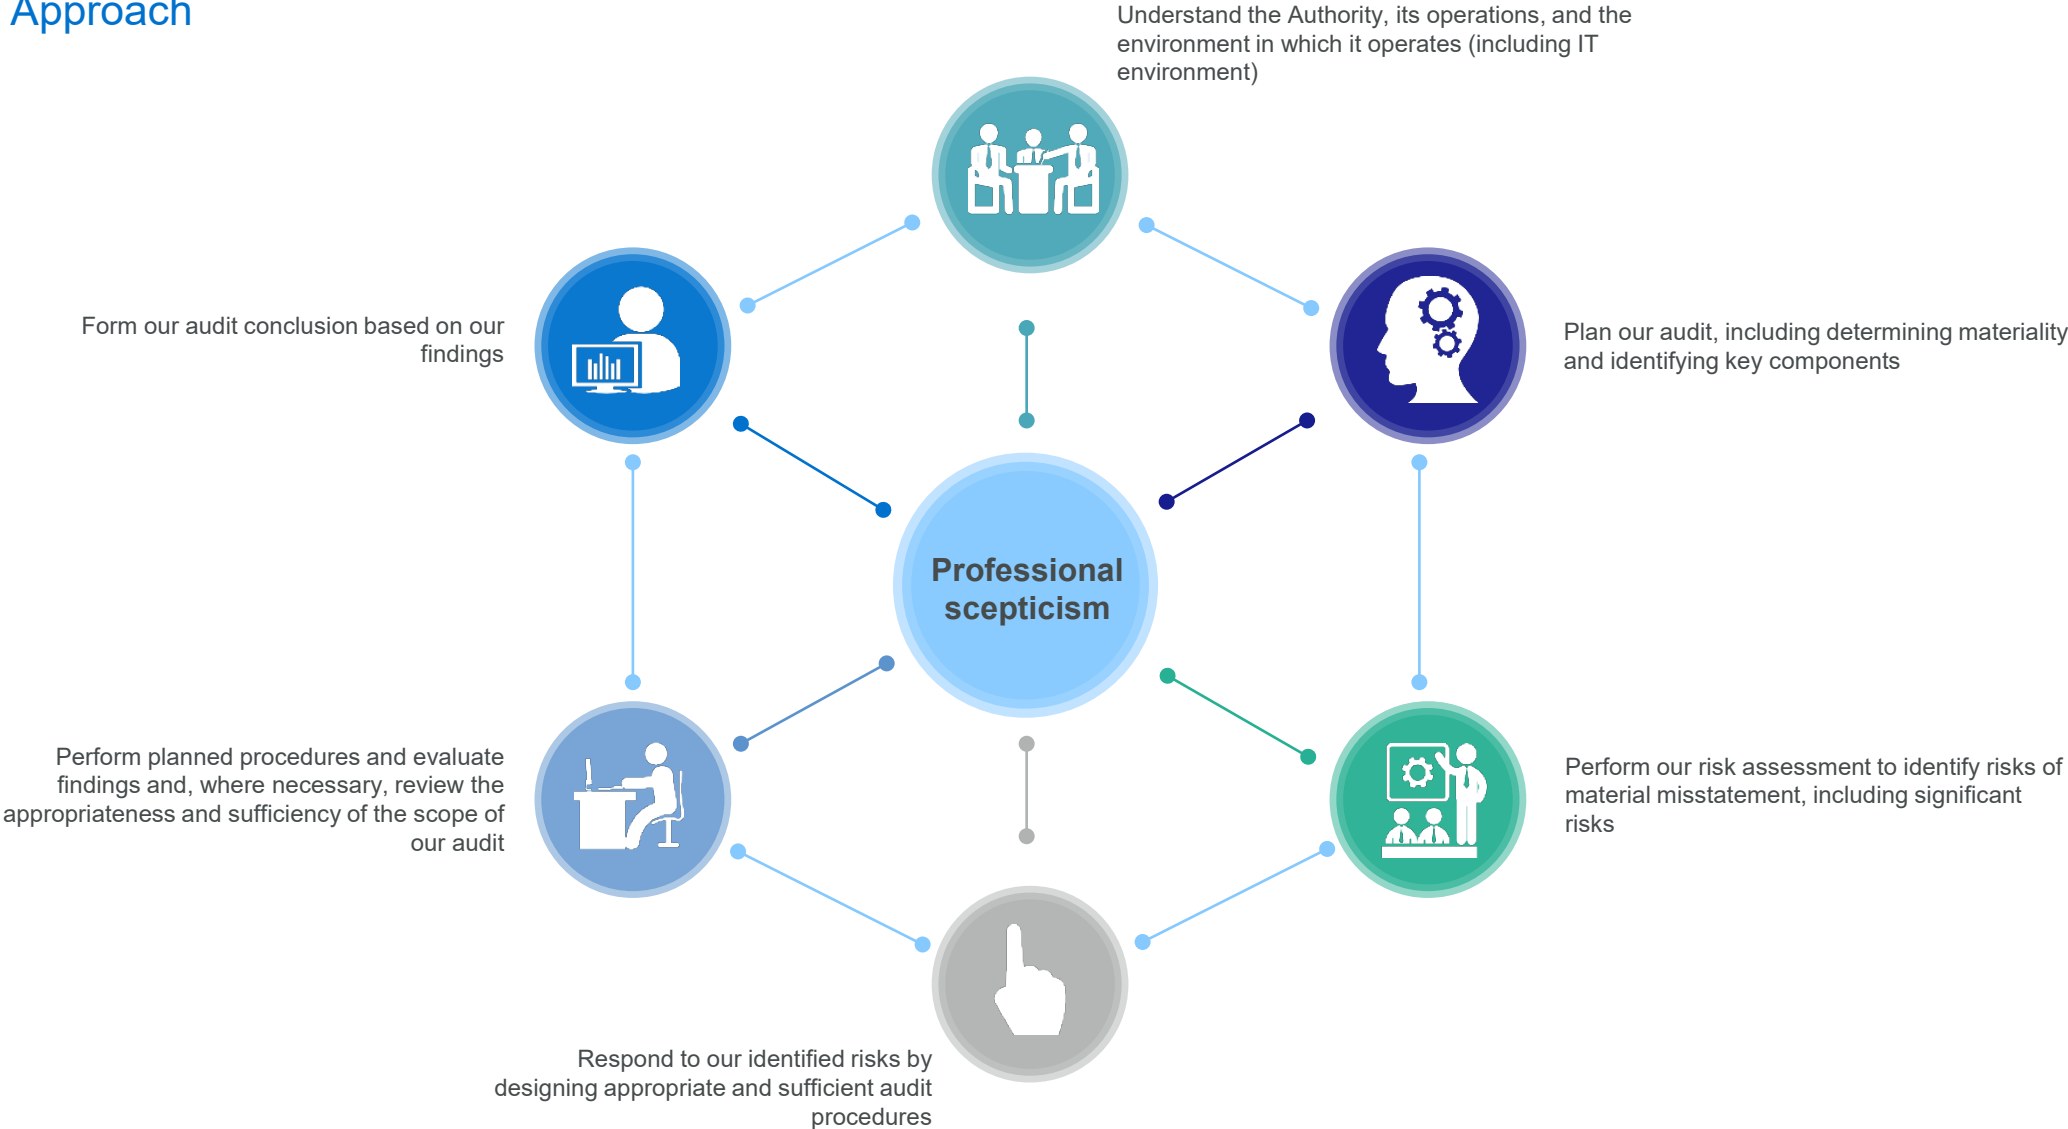 Approach
Understand the Authority, its operations, and the
environment in which it operates (including IT
environment)
Plan our audit, including determining materiality
and identifying key components
Perform our risk assessment to identify risks of
material misstatement, including significant
risks
Respond to our identified risks by
designing appropriate and sufficient audit
procedures
Perform planned procedures and evaluate
findings and, where necessary, review the
appropriateness and sufficiency of the scope of
our audit
Form our audit conclusion based on our
findings
Professional
scepticism